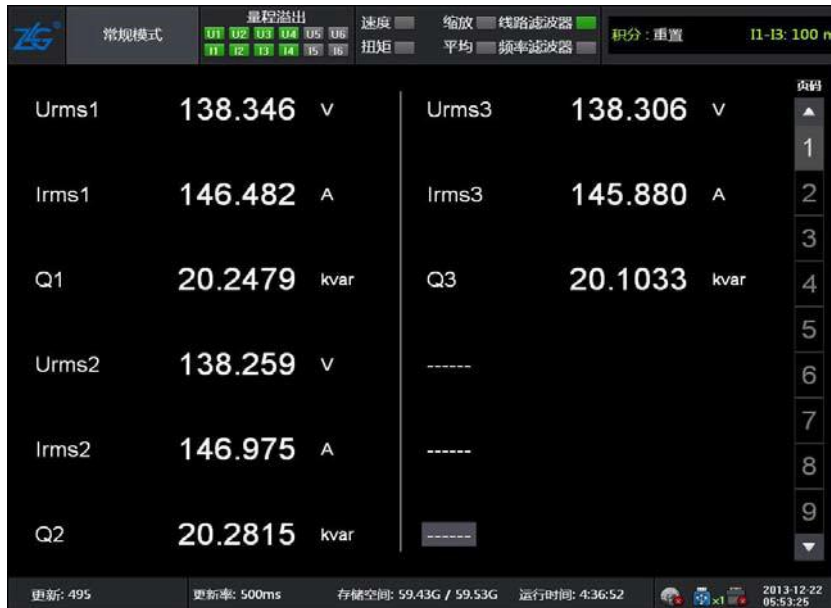 ZLG
常规模式
量程溢出
U1 U2 U3 U4 U5 U6
I1 I2 I3 I4 I5 I6
速度 缩放 线路滤波器
扭矩 平均 频率滤波器
积分 : 重置 I1-I3: 100
页码
Urms1 138.346 V Urms3 138.306 V
1
Irms1 146.482 A Irms3 145.880 A
2
3
Q1 20.2479 kvar Q3 20.1033 kvar
4
5
Urms2 138.259 V ------
6
7
Irms2 146.975 A ------
8
9
Q2 20.2815 kvar ------
更新: 495 更新率: 500ms 存储空间: 59.43G / 59.53G 运行时间: 4:36:52 x1 2013-12-22
05:53:25